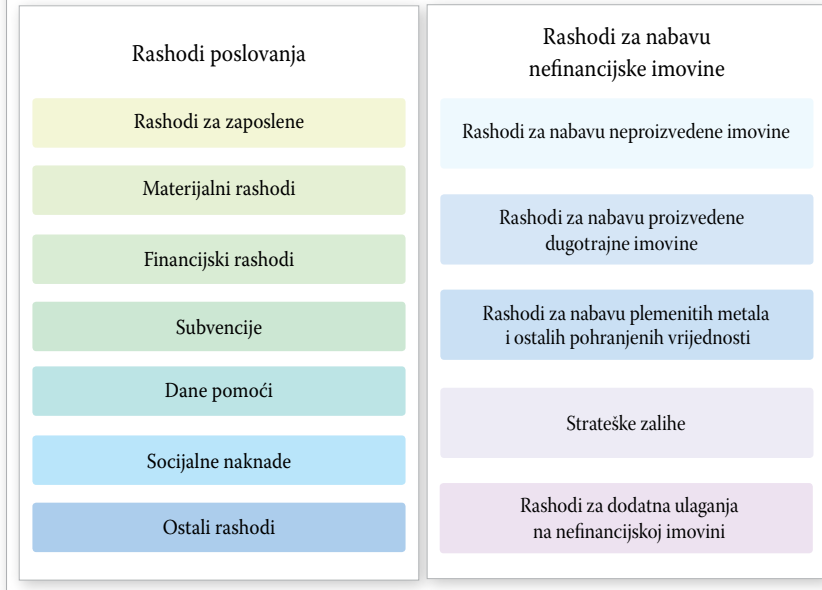 Rashodi poslovanja
Rashodi za zaposlene
Materijalni rashodi
Financijski rashodi
Subvencije
Dane pomoći
Socijalne naknade
Ostali rashodi
Rashodi za nabavu
nefinancijske imovine
Rashodi za nabavu neproizvedene imovine
Rashodi za nabavu proizvedene
dugotrajne imovine
Rashodi za nabavu plemenitih metala
i ostalih pohranjenih vrijednosti
Strateške zalihe
Rashodi za dodatna ulaganja
na nefinancijskoj imovini